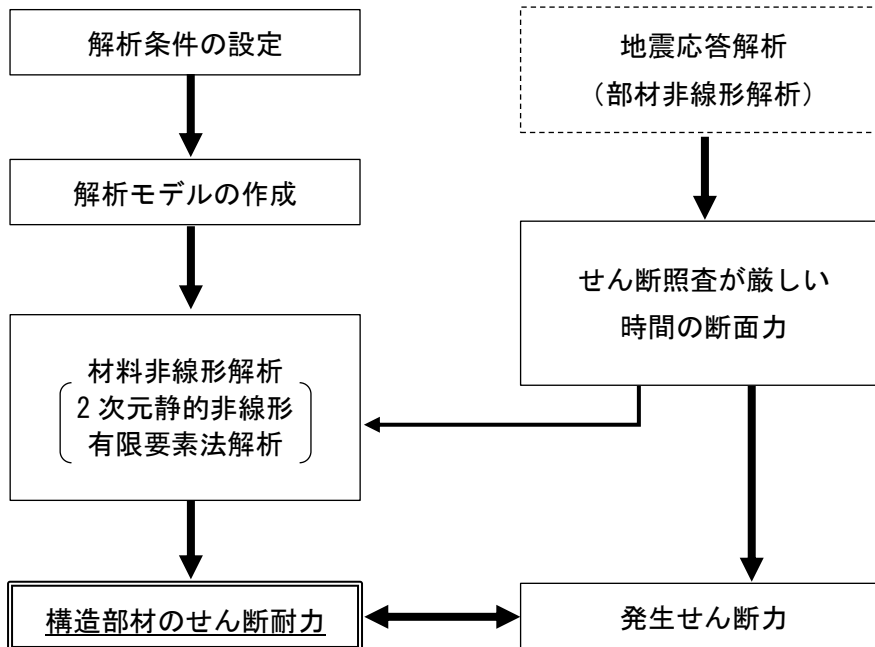 解析条件の設定
解析モデルの作成
材料非線形解析
2次元静的非線形
有限要素法解析
構造部材のせん断耐力
地震応答解析
（部材非線形解析）
せん断照査が厳しい
時間の断面力
発生せん断力